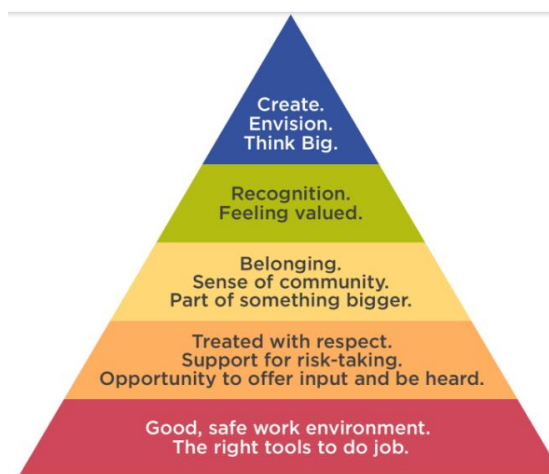 Create.
Envision.
Think Big.
Recognition.
Feeling valued.
Belonging.
Sense of community.
Part of something bigger.
Treated with respect.
Support for risk-taking.
Opportunity to offer input and be heard.
Good, safe work environment.
The right tools to do job.